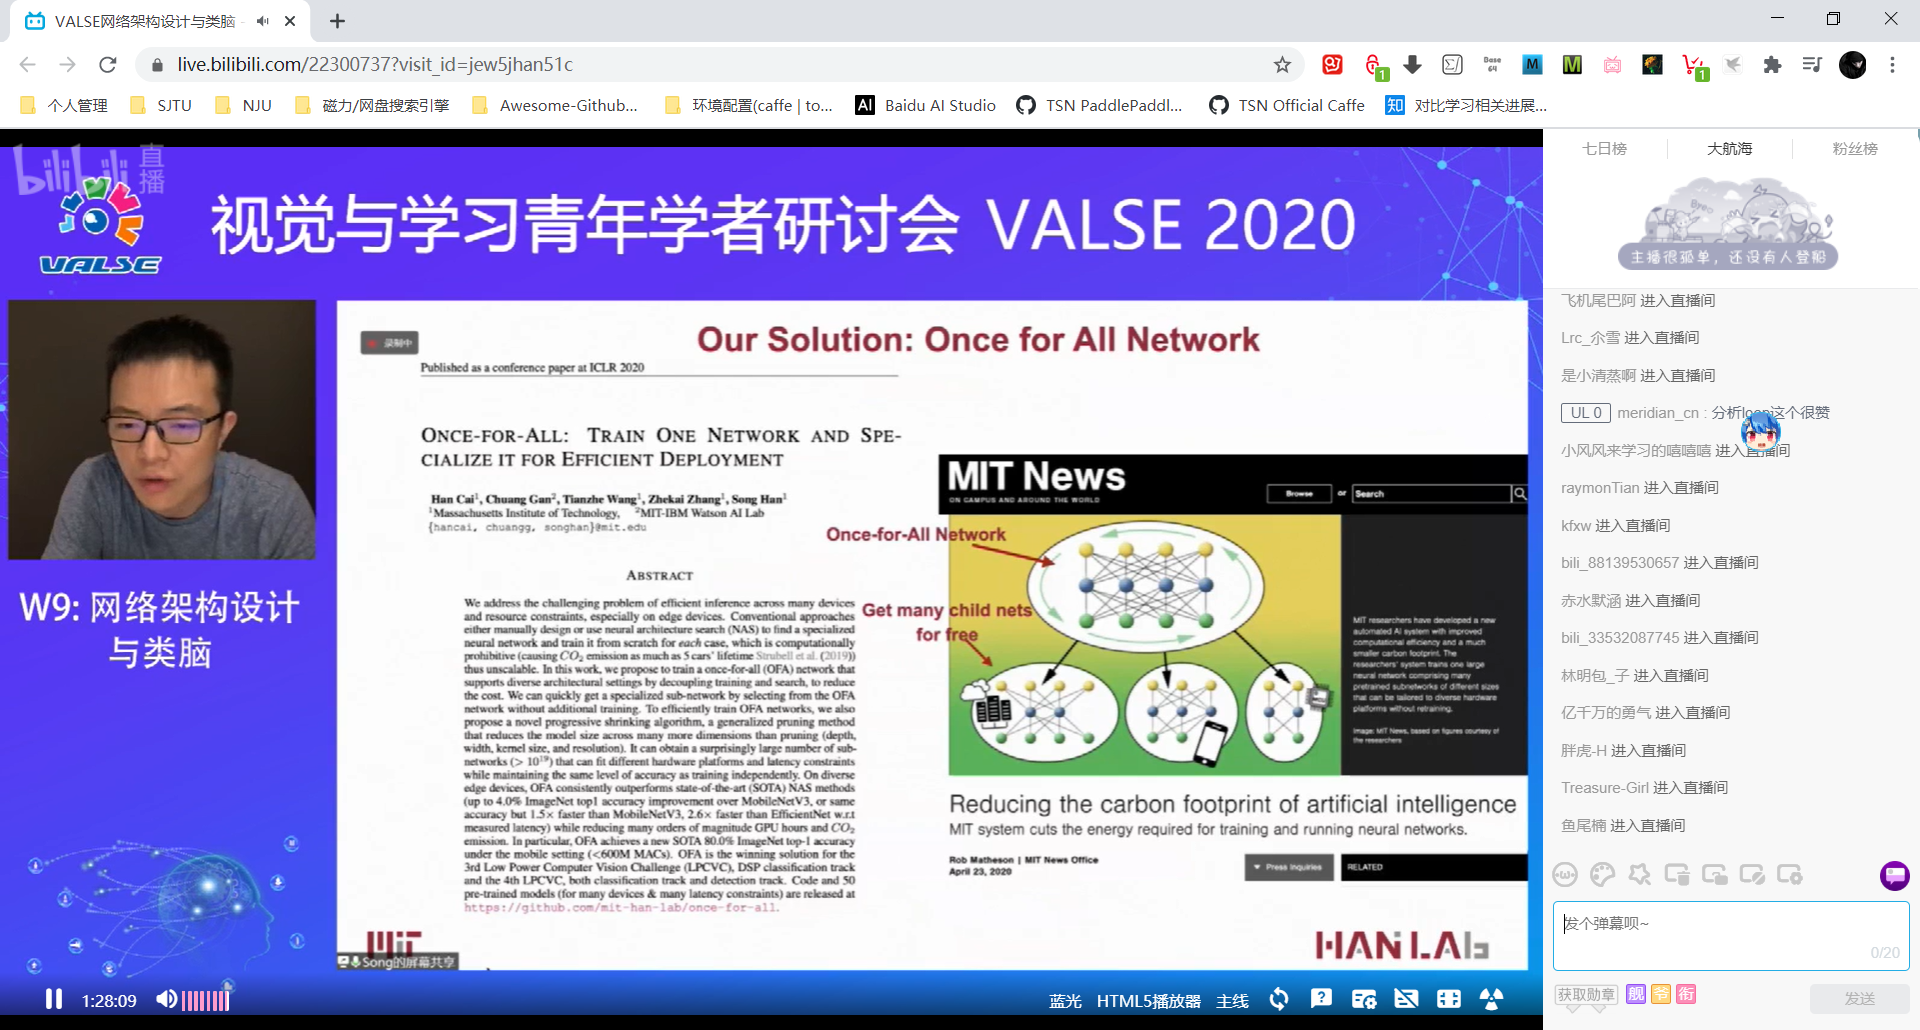 VALSE网络架构设计与类脑
live.bilibili.com/22300737?visit_id=jew5jhan51c
1
Base 64
M
M
1
个人管理
SJTU
NJU
磁力/网盘搜索引擎
Awesome-Github...
环境配置(caffe | to...
AI Baidu AI Studio
TSN PaddlePaddl...
TSN Official Caffe
知 对比学习相关进展...
bilibili 直播
VALSE
视觉与学习青年学者研讨会 VALSE 2020
W9: 网络架构设计
与类脑
录制中
Our Solution: Once for All Network
Published as a conference paper at ICLR 2020
ONCE-FOR-ALL: TRAIN ONE NETWORK AND SPE-
CIALIZE IT FOR EFFICIENT DEPLOYMENT
Han Cai¹, Chuang Gan², Tianzhe Wang¹, Zhekai Zhang¹, Song Han¹
¹Massachusetts Institute of Technology, ²MIT-IBM Watson AI Lab
{hancai, chuangg, songhan}@mit.edu
ABSTRACT
We address the challenging problem of efficient inference across many devices
and resource constraints, especially on edge devices. Conventional approaches
either manually design or use neural architecture search (NAS) to find a specialized
neural network and train it from scratch for each case, which is computationally
prohibitive (causing CO₂ emission as much as 5 cars' lifetime Strubell et al. (2019))
thus unscalable. In this work, we propose to train a once-for-all (OFA) network that
supports diverse architectural settings by decoupling training and search, to reduce
the cost. We can quickly get a specialized sub-network by selecting from the OFA
network without additional training. To efficiently train OFA networks, we also
propose a novel progressive shrinking algorithm, a generalized pruning method
that reduces the model size across many more dimensions than pruning (depth,
width, kernel size, and resolution). It can obtain a surprisingly large number of sub-
networks (> 10¹⁹) that can fit different hardware platforms and latency constraints
while maintaining the same level of accuracy as training independently. On diverse
edge devices, OFA consistently outperforms state-of-the-art (SOTA) NAS methods
(up to 4.0% ImageNet top1 accuracy improvement over MobileNetV3, or same
accuracy but 1.5× faster than MobileNetV3, 2.6× faster than EfficientNet w.r.t
measured latency) while reducing many orders of magnitude GPU hours and CO₂
emission. In particular, OFA achieves a new SOTA 80.0% ImageNet top-1 accuracy
under the mobile setting (<600M MACs). OFA is the winning solution for the
3rd Low Power Computer Vision Challenge (LPCVC), DSP classification track
and the 4th LPCVC, both classification track and detection track. Code and 50
pre-trained models (for many devices & many latency constraints) are released at
https://github.com/mit-han-lab/once-for-all.
MIT News
ON CAMPUS AND AROUND THE WORLD
Browse or Search
Once-for-All Network
Get many child nets
for free
MIT researchers have developed a new
automated AI system with improved
computational efficiency and a much
smaller carbon footprint. The
researchers' system trains one large
neural network comprising many
pretrained subnetworks of different sizes
that can be tailored to diverse hardware
platforms without retraining.
Image: MIT News, based on figures courtesy of
the researchers
Reducing the carbon footprint of artificial intelligence
MIT system cuts the energy required for training and running neural networks.
Rob Matheson | MIT News Office
April 23, 2020
Press Inquiries
RELATED
MIT
HAN LAb
Song的屏幕共享
1:28:09
蓝光
HTML5播放器
主线
七日榜
大航海
粉丝榜
主播很孤单，还没有人登船
飞机尾巴阿 进入直播间
Lrc_尒雪 进入直播间
是小清蒸啊 进入直播间
UL 0 meridian_cn : 分析loop这个很赞
小风风来学习的嘻嘻嘻 进入直播间
raymonTian 进入直播间
kfxw 进入直播间
bili_88139530657 进入直播间
赤水默涵 进入直播间
bili_33532087745 进入直播间
林明包_子 进入直播间
亿千万的勇气 进入直播间
胖虎-H 进入直播间
Treasure-Girl 进入直播间
鱼尾楠 进入直播间
发个弹幕呗~
0/20
获取勋章
舰
爷
衔
发送